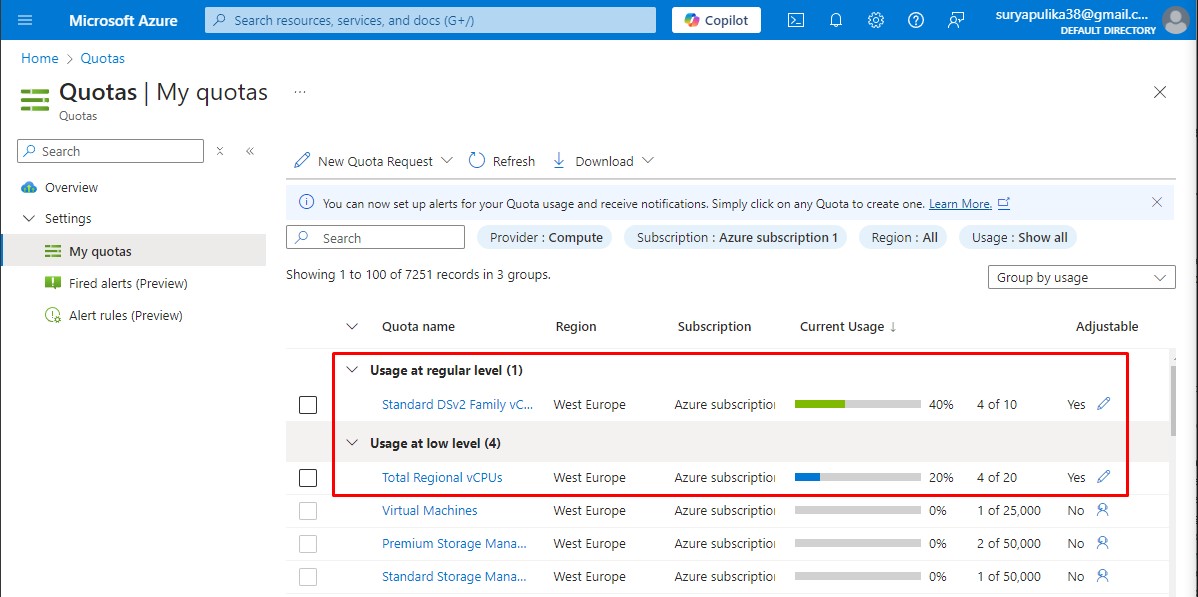 Microsoft Azure
Search resources, services, and docs (G+/)
Copilot
suryapulika38@gmail.c...
DEFAULT DIRECTORY
Home > Quotas
Quotas | My quotas ...
Quotas
Search
Overview
Settings
My quotas
Fired alerts (Preview)
Alert rules (Preview)
New Quota Request Refresh Download
You can now set up alerts for your Quota usage and receive notifications. Simply click on any Quota to create one. Learn More.
Search Provider : Compute Subscription : Azure subscription 1 Region : All Usage : Show all
Showing 1 to 100 of 7251 records in 3 groups.
Group by usage
Quota name Region Subscription Current Usage ↓ Adjustable
Usage at regular level (1)
Standard DSv2 Family vC... West Europe Azure subscription 40% 4 of 10 Yes
Usage at low level (4)
Total Regional vCPUs West Europe Azure subscription 20% 4 of 20 Yes
Virtual Machines West Europe Azure subscription 0% 1 of 25,000 No
Premium Storage Mana... West Europe Azure subscription 0% 2 of 50,000 No
Standard Storage Mana... West Europe Azure subscription 0% 1 of 50,000 No